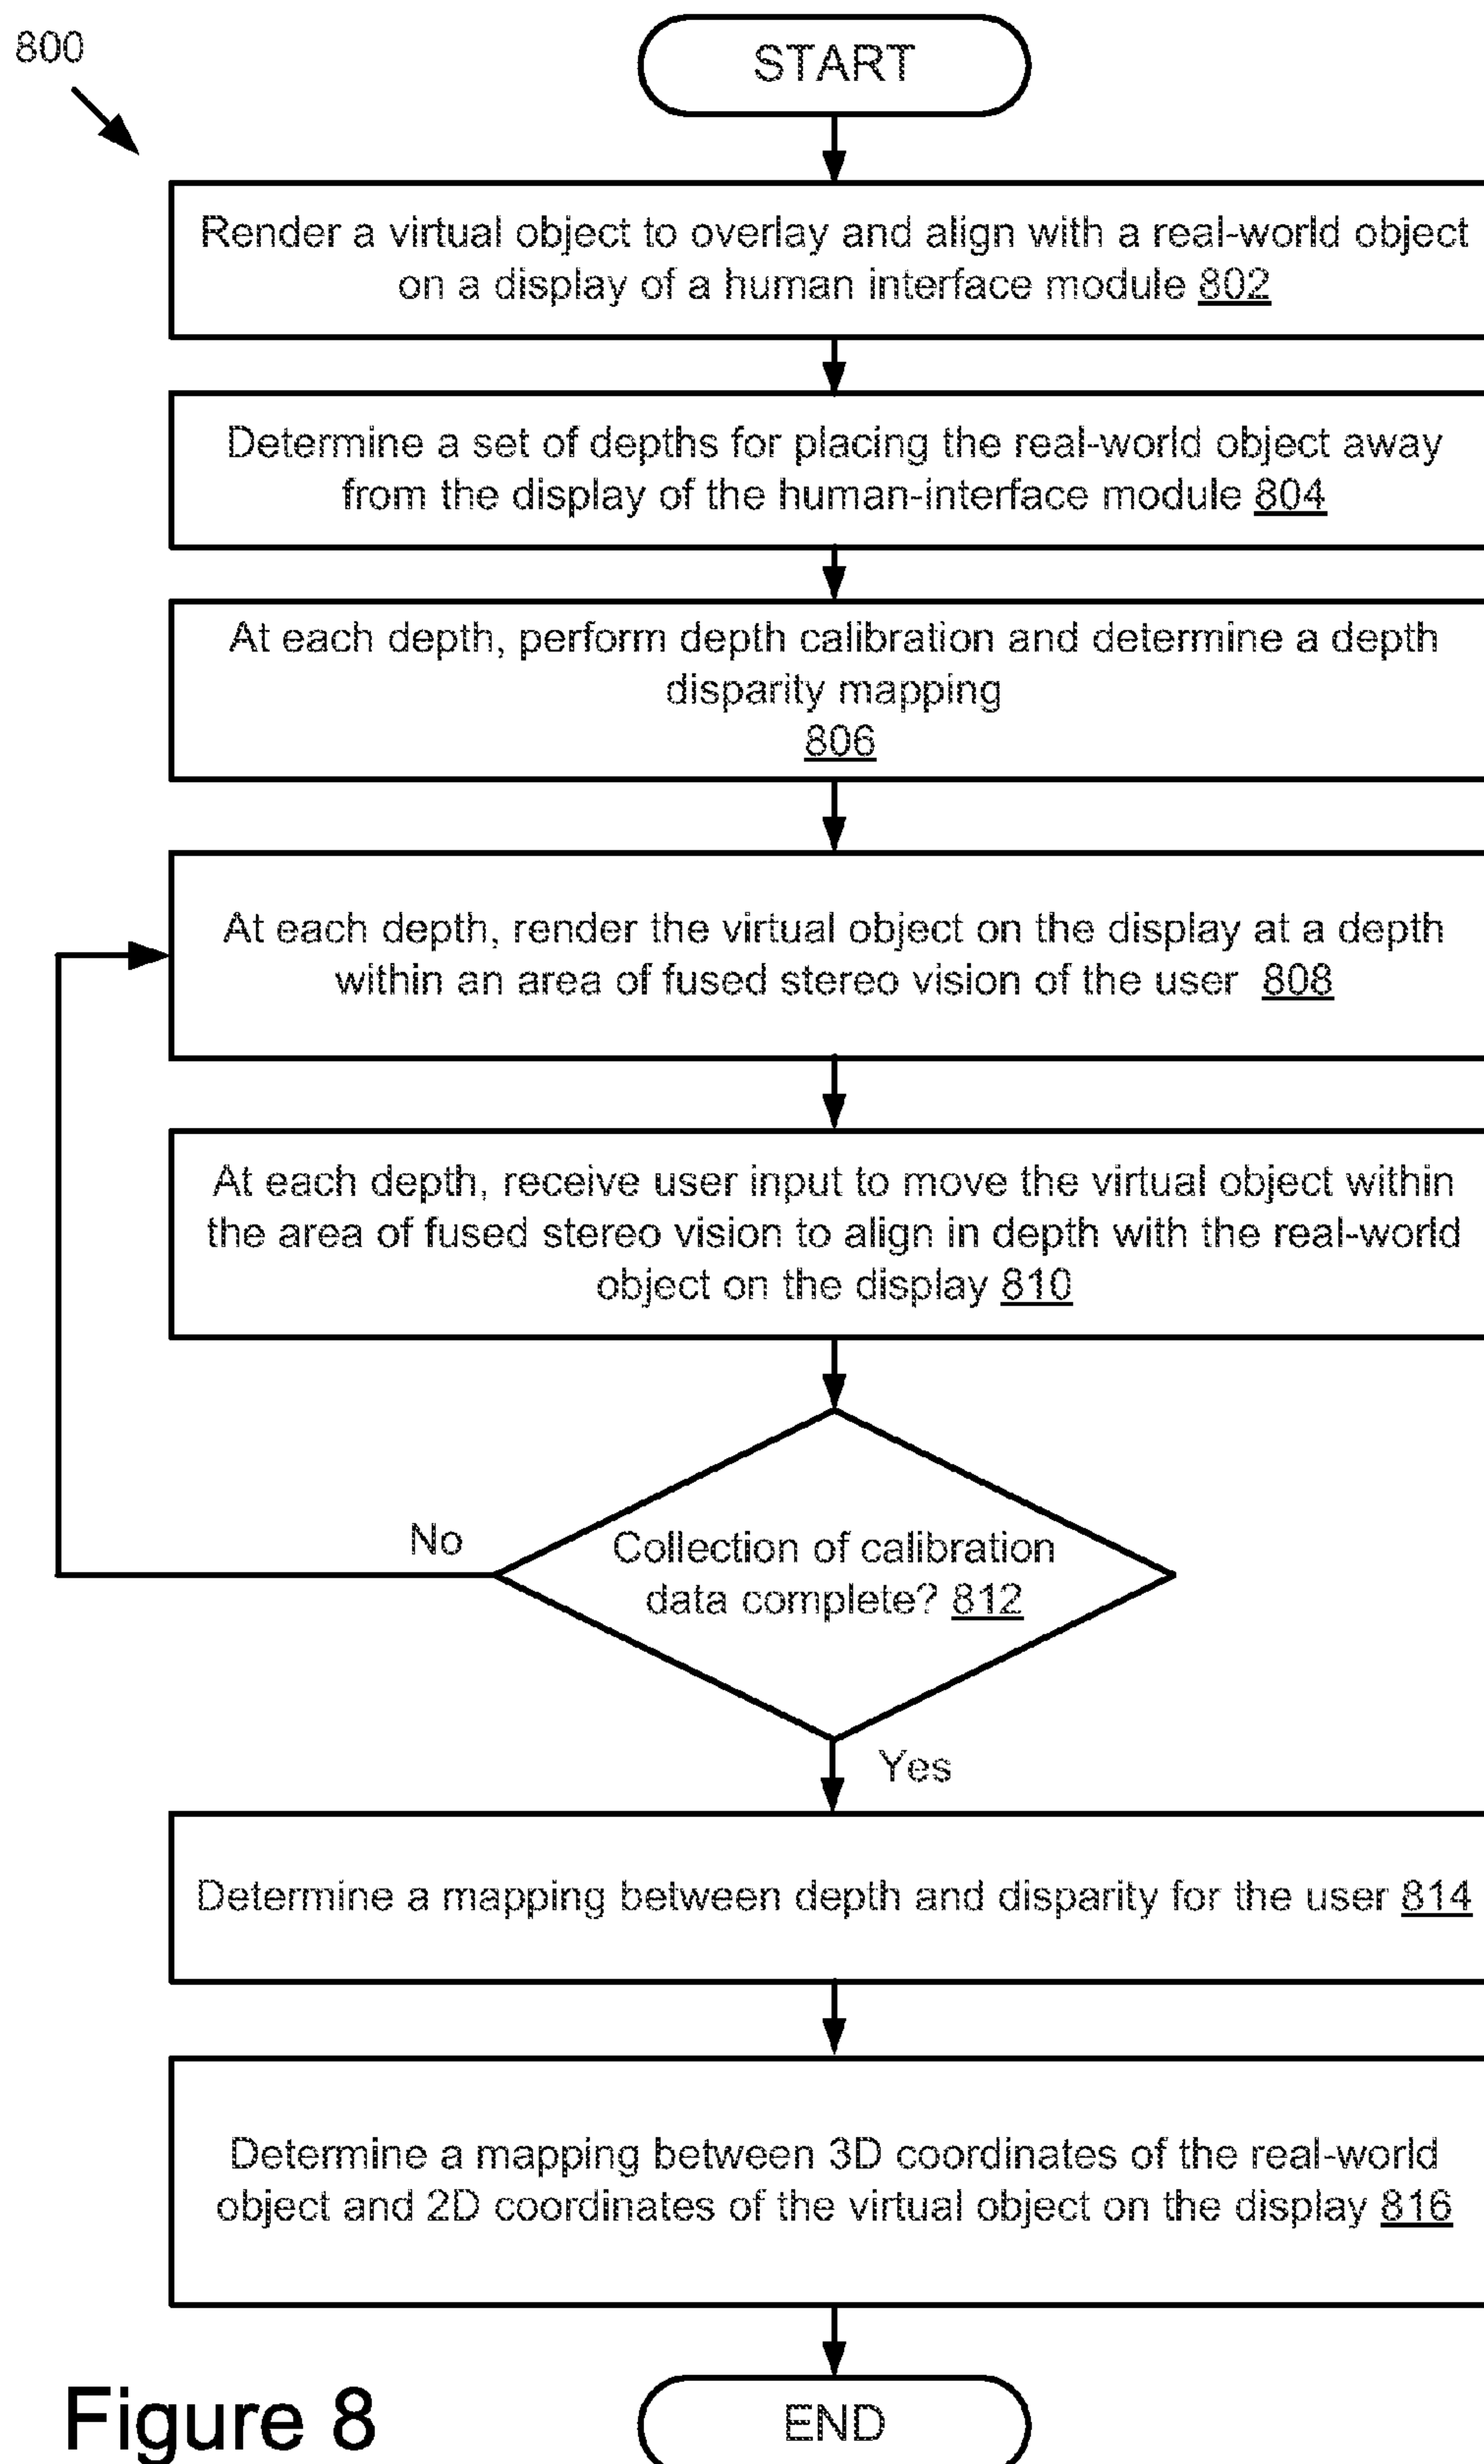 800
START
Render a virtual object to overlay and align with a real-world object
on a display of a human interface module 802
Determine a set of depths for placing the real-world object away
from the display of the human-interface module 804
At each depth, perform depth calibration and determine a depth
disparity mapping
806
At each depth, render the virtual object on the display at a depth
within an area of fused stereo vision of the user 808
At each depth, receive user input to move the virtual object within
the area of fused stereo vision to align in depth with the real-world
object on the display 810
No
Collection of calibration
data complete? 812
Yes
Determine a mapping between depth and disparity for the user 814
Determine a mapping between 3D coordinates of the real-world
object and 2D coordinates of the virtual object on the display 816
Figure 8
END